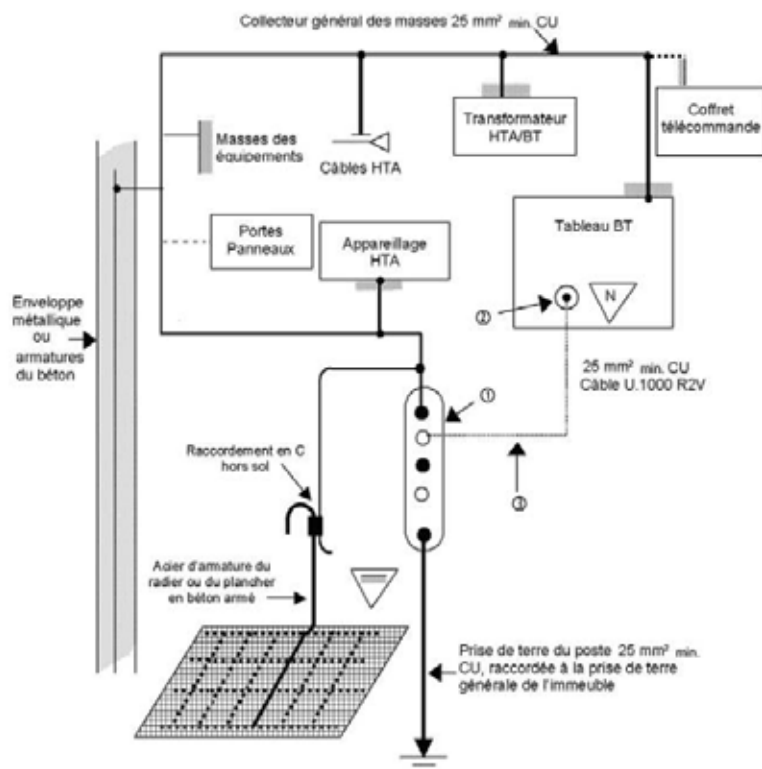 Collecteur général des masses 25 mm² min. CU
Masses des
équipements
Câbles HTA
Transformateur
HTA/BT
Coffret
télécommande
Portes
Panneaux
Appareillage
HTA
Tableau BT
N
②
Enveloppe
métallique
ou
armatures
du béton
25 mm² min. CU
Câble U.1000 R2V
①
Raccordement en C
hors sol
③
Acier d'armature du
radier ou du plancher
en béton armé
Prise de terre du poste 25 mm² min.
CU, raccordée à la prise de terre
générale de l'immeuble